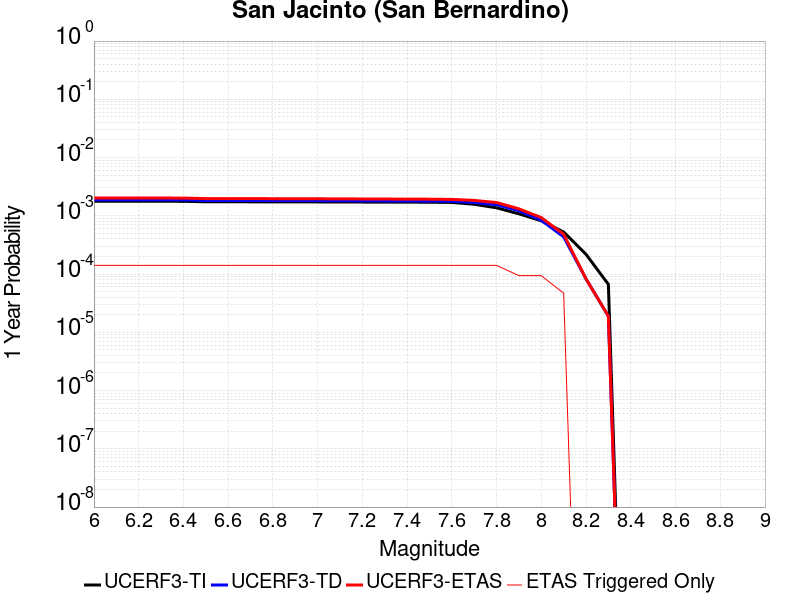 San Jacinto (San Bernardino)
10 0
10 -1
10 -2
10 -3
10 -4
10 -5
10 -6
10 -7
10 -8
1 Year Probability
6 6.2 6.4 6.6 6.8 7 7.2 7.4 7.6 7.8 8 8.2 8.4 8.6 8.8 9
Magnitude
UCERF3-TI UCERF3-TD UCERF3-ETAS ETAS Triggered Only